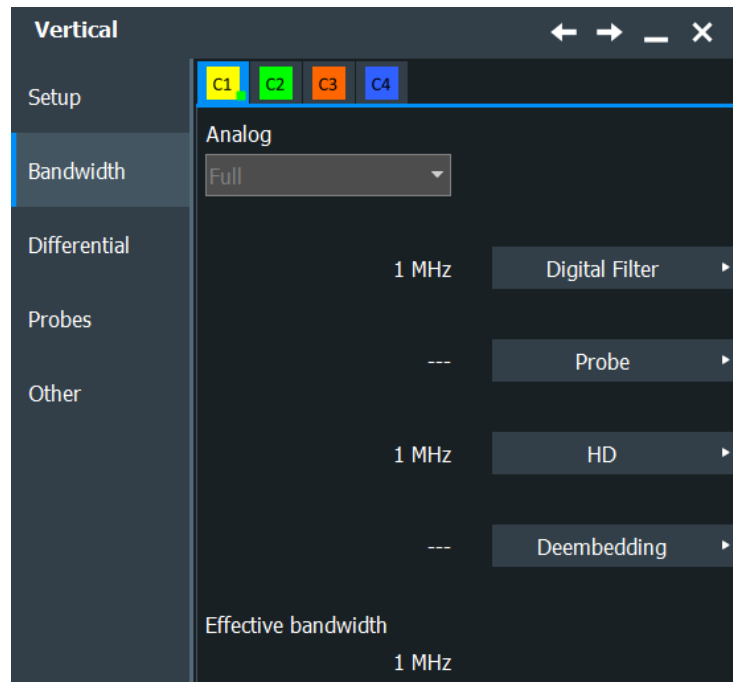 Vertical
Setup
Bandwidth
Differential
Probes
Other
C1 C2 C3 C4
Analog
Full
1 MHz Digital Filter
--- Probe
1 MHz HD
--- Deembedding
Effective bandwidth
1 MHz